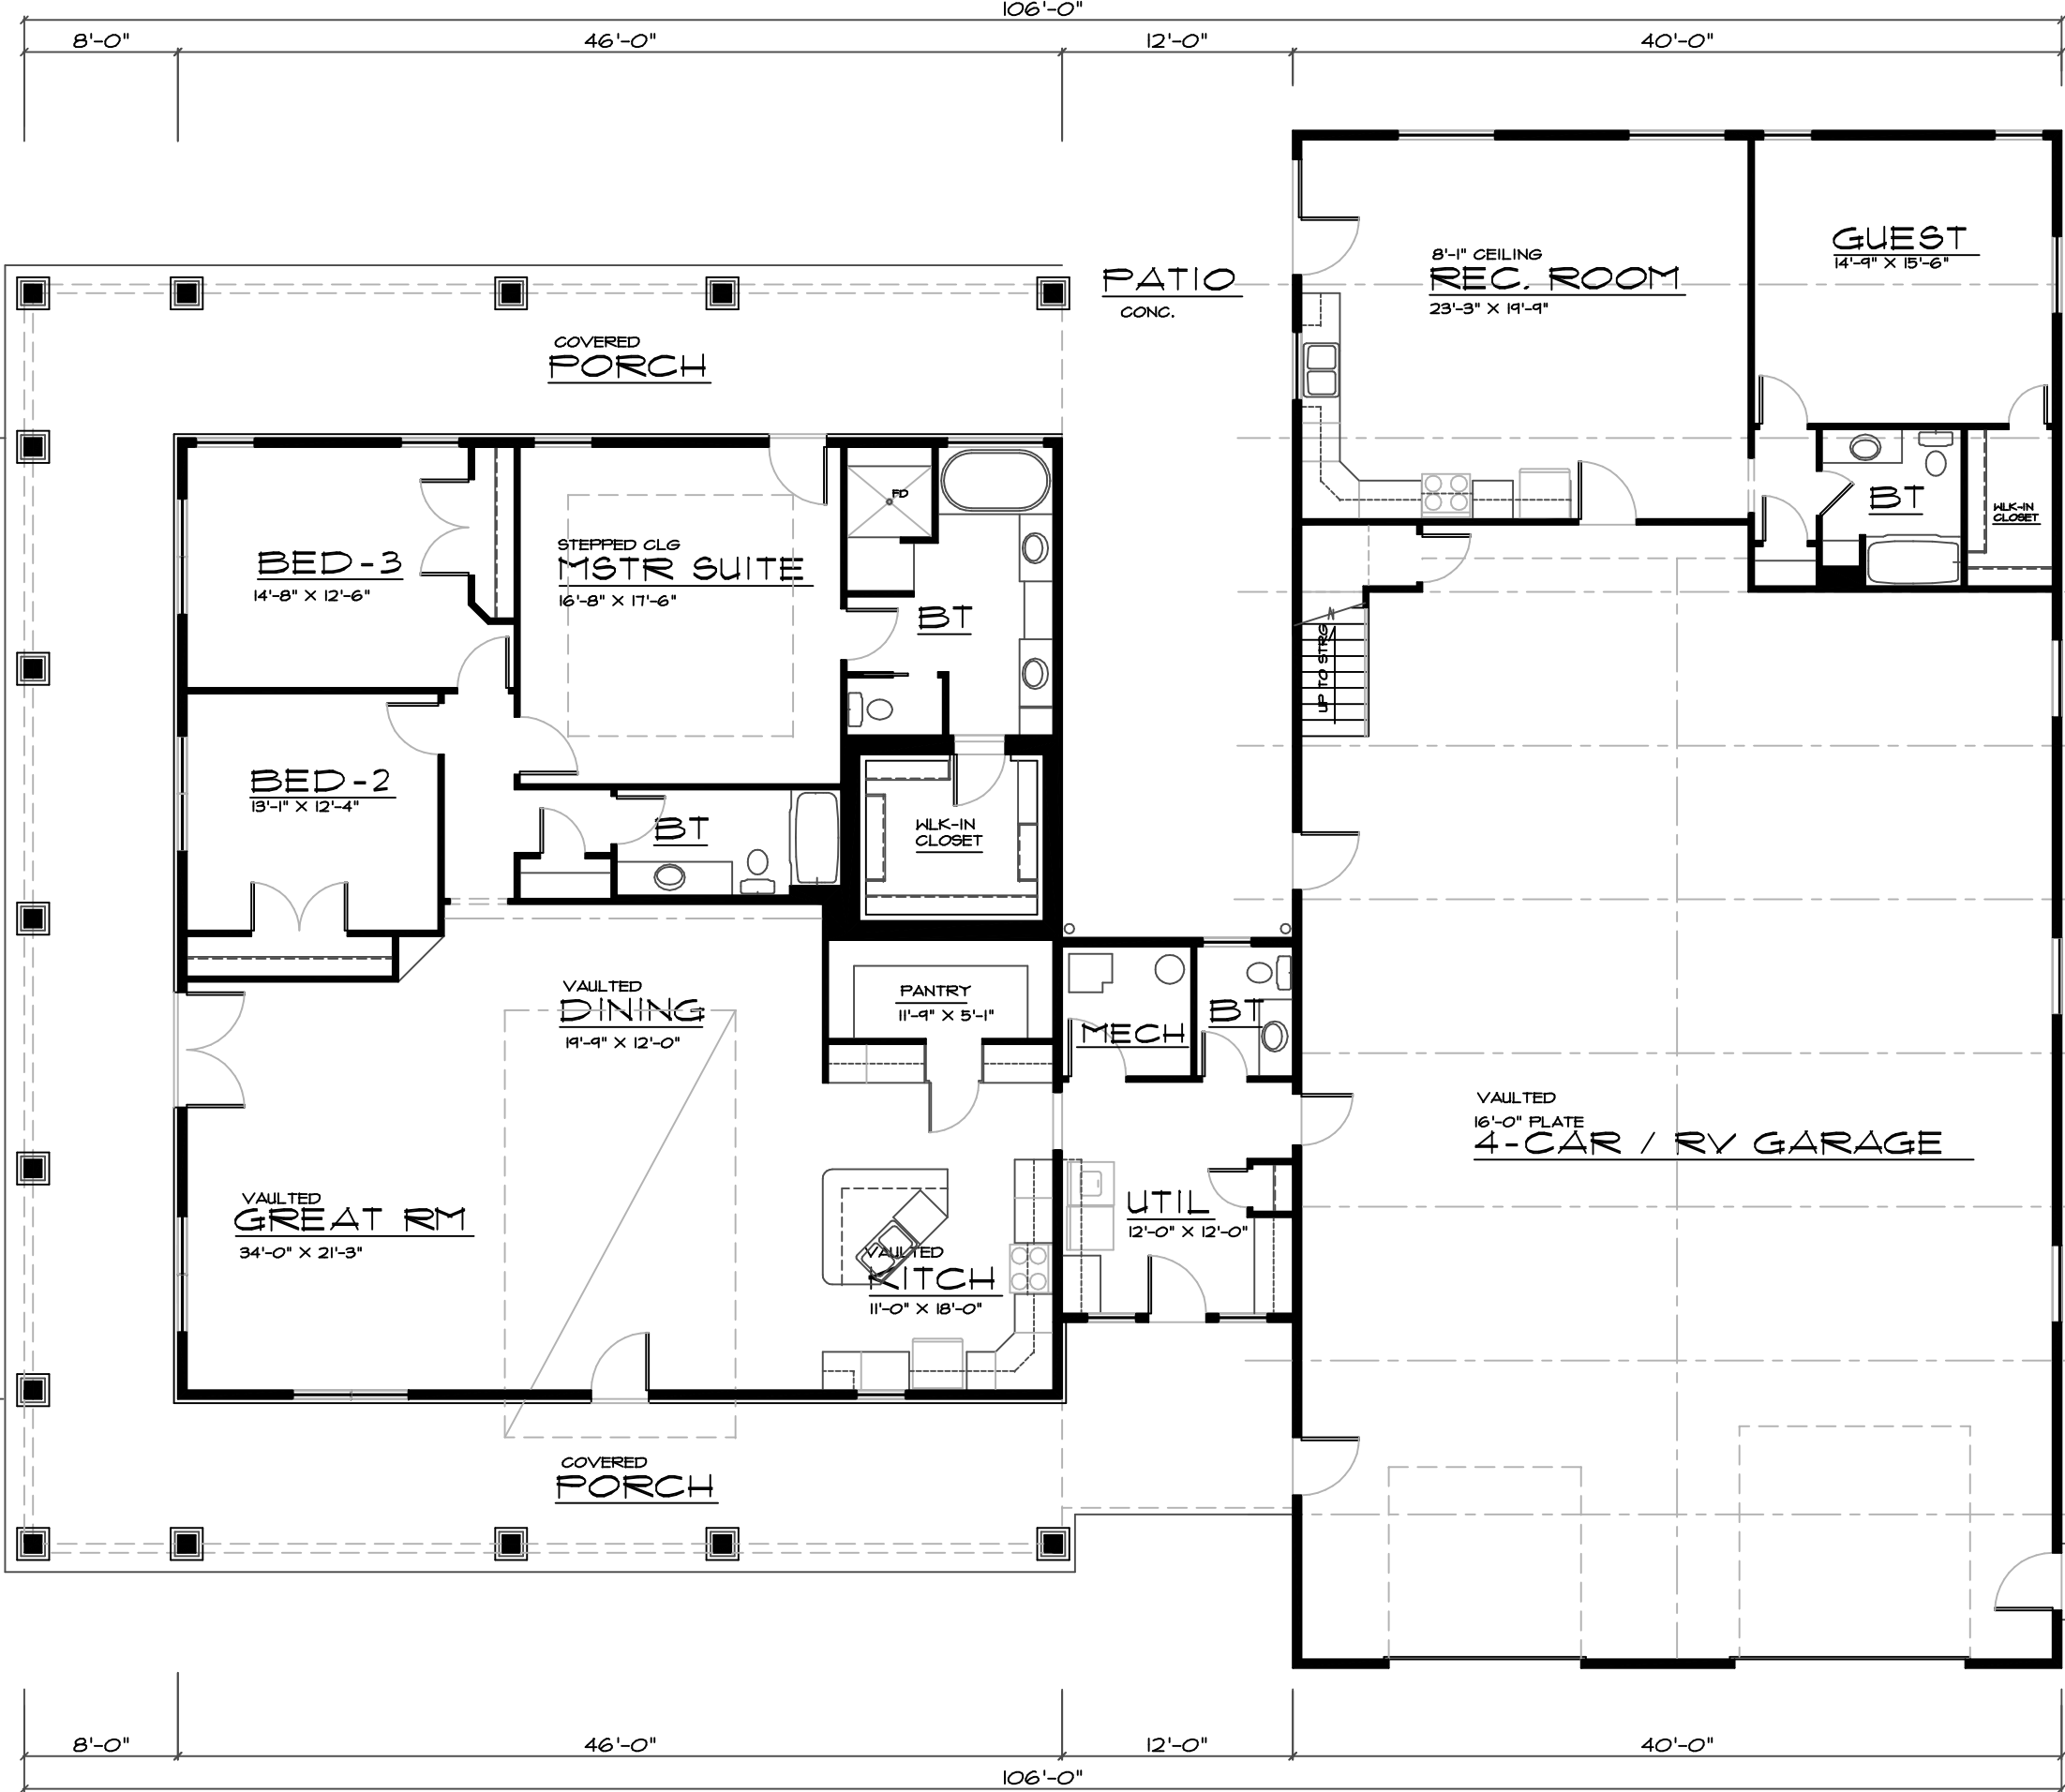 106'-0"
8'-0"
46'-0"
12'-0"
40'-0"
COVERED
PORCH
PATIO
CONC.
8'-1" CEILING
REC. ROOM
23'-3" X 19'-9"
GUEST
14'-9" X 15'-6"
BED-3
14'-8" X 12'-6"
STEPPED CLG
MSTR SUITE
16'-8" X 17'-6"
FD
BT
BT
WLK-IN
CLOSET
UP TO STRG
BED-2
13'-1" X 12'-4"
BT
WLK-IN
CLOSET
VAULTED
DINING
19'-9" X 12'-0"
PANTRY
11'-9" X 5'-1"
MECH
BT
VAULTED
16'-0" PLATE
4-CAR / RV GARAGE
VAULTED
GREAT RM
34'-0" X 21'-3"
VAULTED
KITCH
11'-0" X 18'-0"
UTIL
12'-0" X 12'-0"
COVERED
PORCH
8'-0"
46'-0"
12'-0"
40'-0"
106'-0"